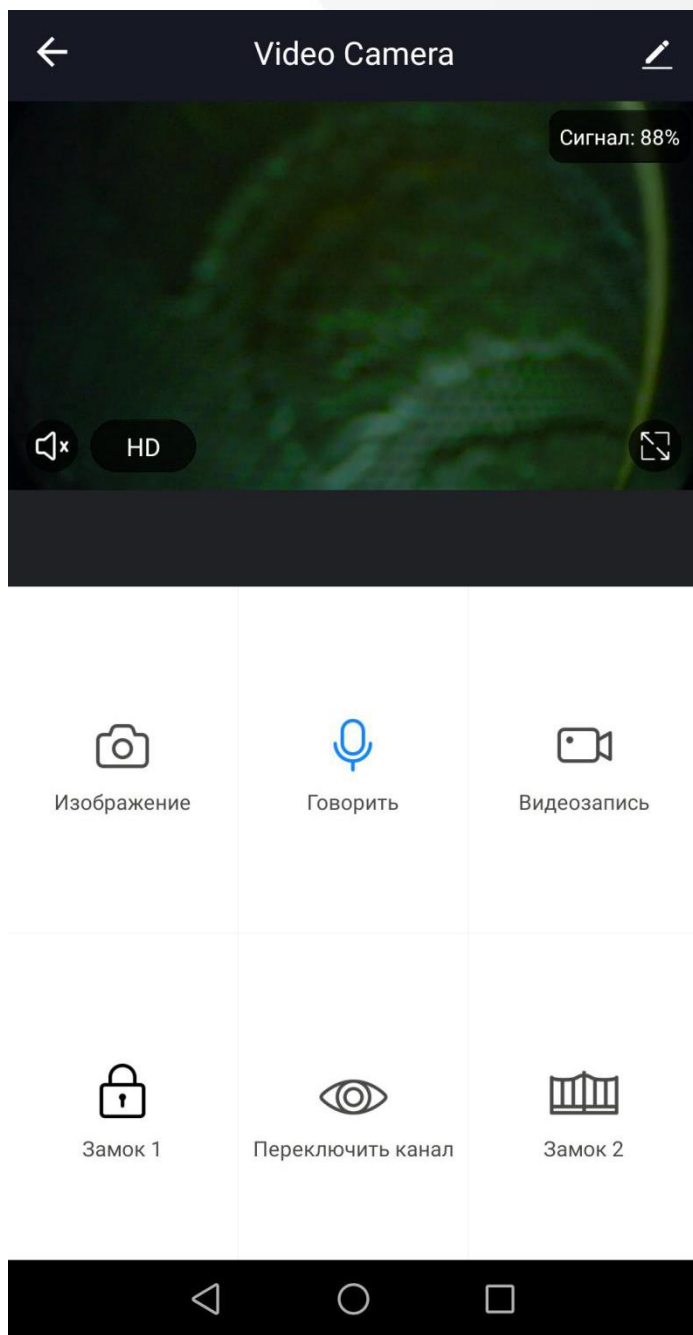 Video Camera
Сигнал: 88%
HD
Изображение
Говорить
Видеозапись
Замок 1
Переключить канал
Замок 2